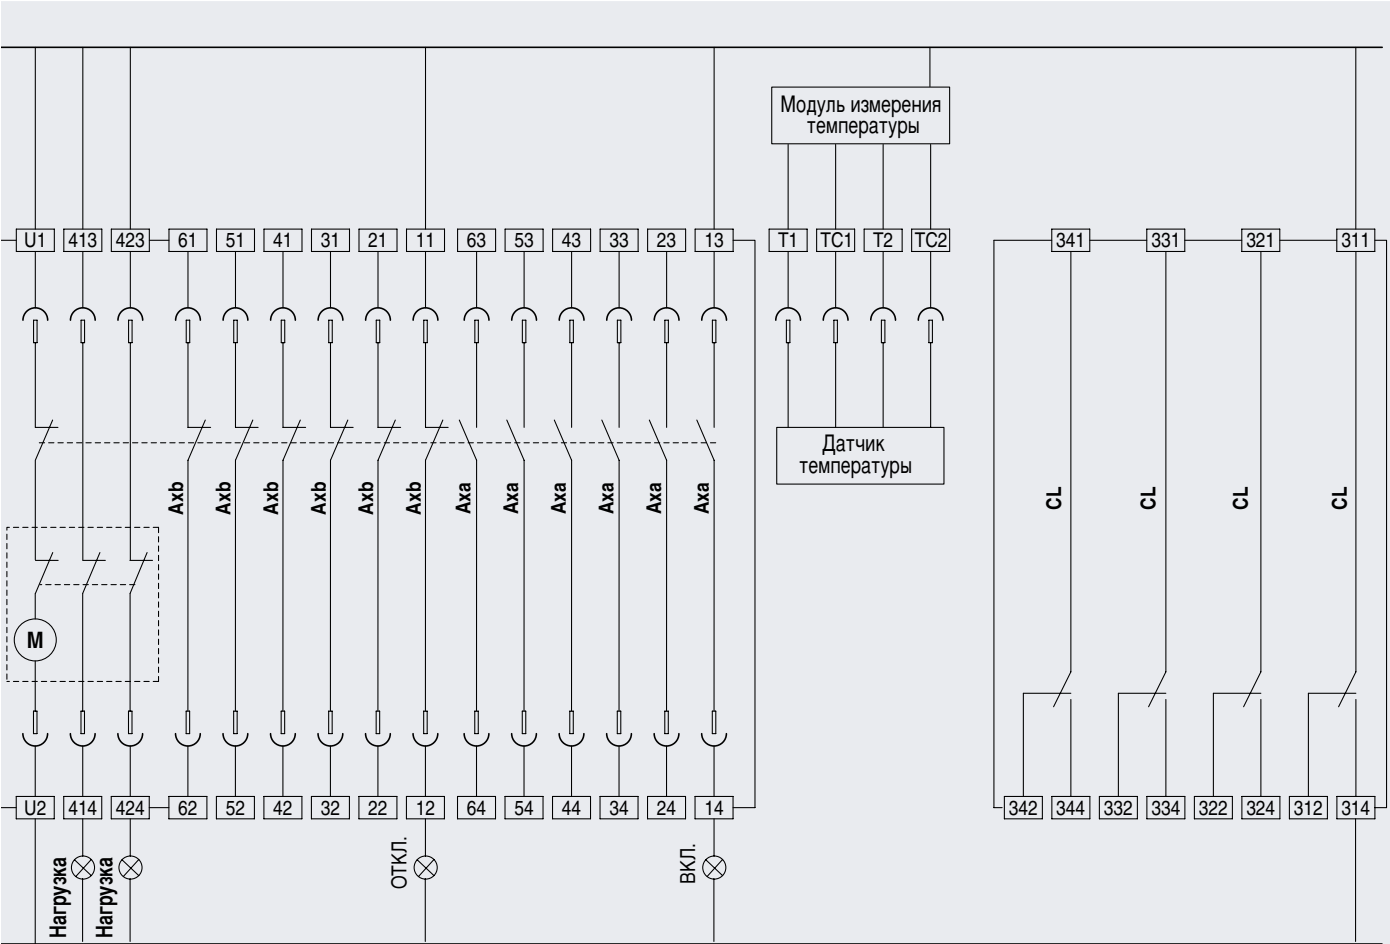 Модуль измерения
температуры
U1 413 423 61 51 41 31 21 11 63 53 43 33 23 13 T1 TC1 T2 TC2 341 331 321 311
Датчик
температуры
Axb Axb Axb Axb Axb Axb Axa Axa Axa Axa Axa Axa CL CL CL CL
M
U2 414 424 62 52 42 32 22 12 64 54 44 34 24 14 342 344 332 334 322 324 312 314
Нагрузка Нагрузка ОТКЛ. ВКЛ.